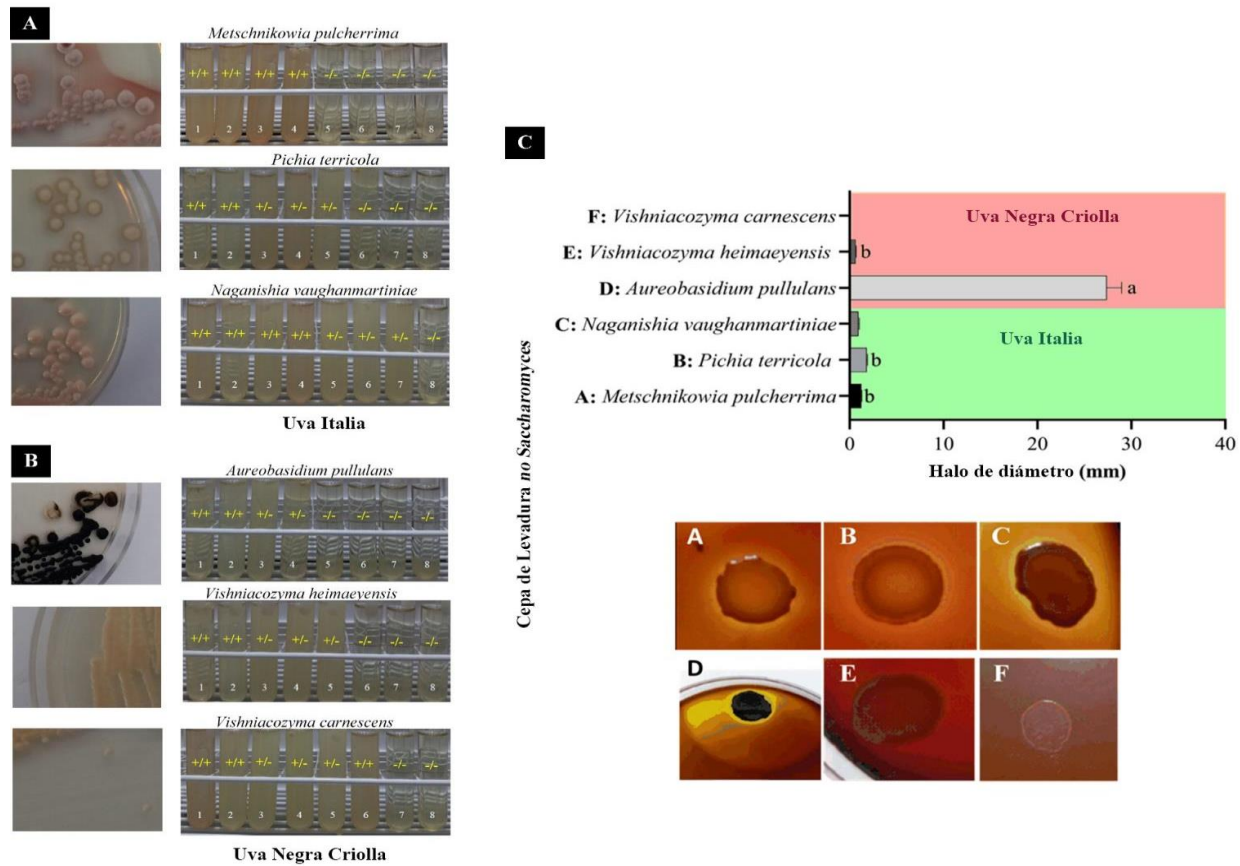 A
Metschnikowia pulcherrima
+/+ +/+ +/+ +/+ -/- -/- -/- -/-
1 2 3 4 5 6 7 8
Pichia terricola
+/+ +/+ +/- +/- +/- -/- -/- -/-
1 2 3 4 5 6 7 8
Naganishia vaughanmartiniae
+/+ +/+ +/+ +/+ +/- +/- +/- -/-
1 2 3 4 5 6 7 8
Uva Italia
B
Aureobasidium pullulans
+/+ +/+ +/- +/- -/- -/- -/- -/-
1 2 3 4 5 6 7 8
Vishniacozyma heimaeyensis
+/+ +/+ +/- +/- +/- -/- -/- -/-
1 2 3 4 5 6 7 8
Vishniacozyma carnescens
+/+ +/- +/- +/- +/- +/+ -/- -/-
1 2 3 4 5 6 7 8
Uva Negra Criolla
C
Cepa de Levadura no Saccharomyces
F: Vishniacozyma carnescens
E: Vishniacozyma heimaeyensis
D: Aureobasidium pullulans
C: Naganishia vaughanmartiniae
B: Pichia terricola
A: Metschnikowia pulcherrima
Uva Negra Criolla
b
a
Uva Italia
b
b
0 10 20 30 40
Halo de diámetro (mm)
A B C
D E F